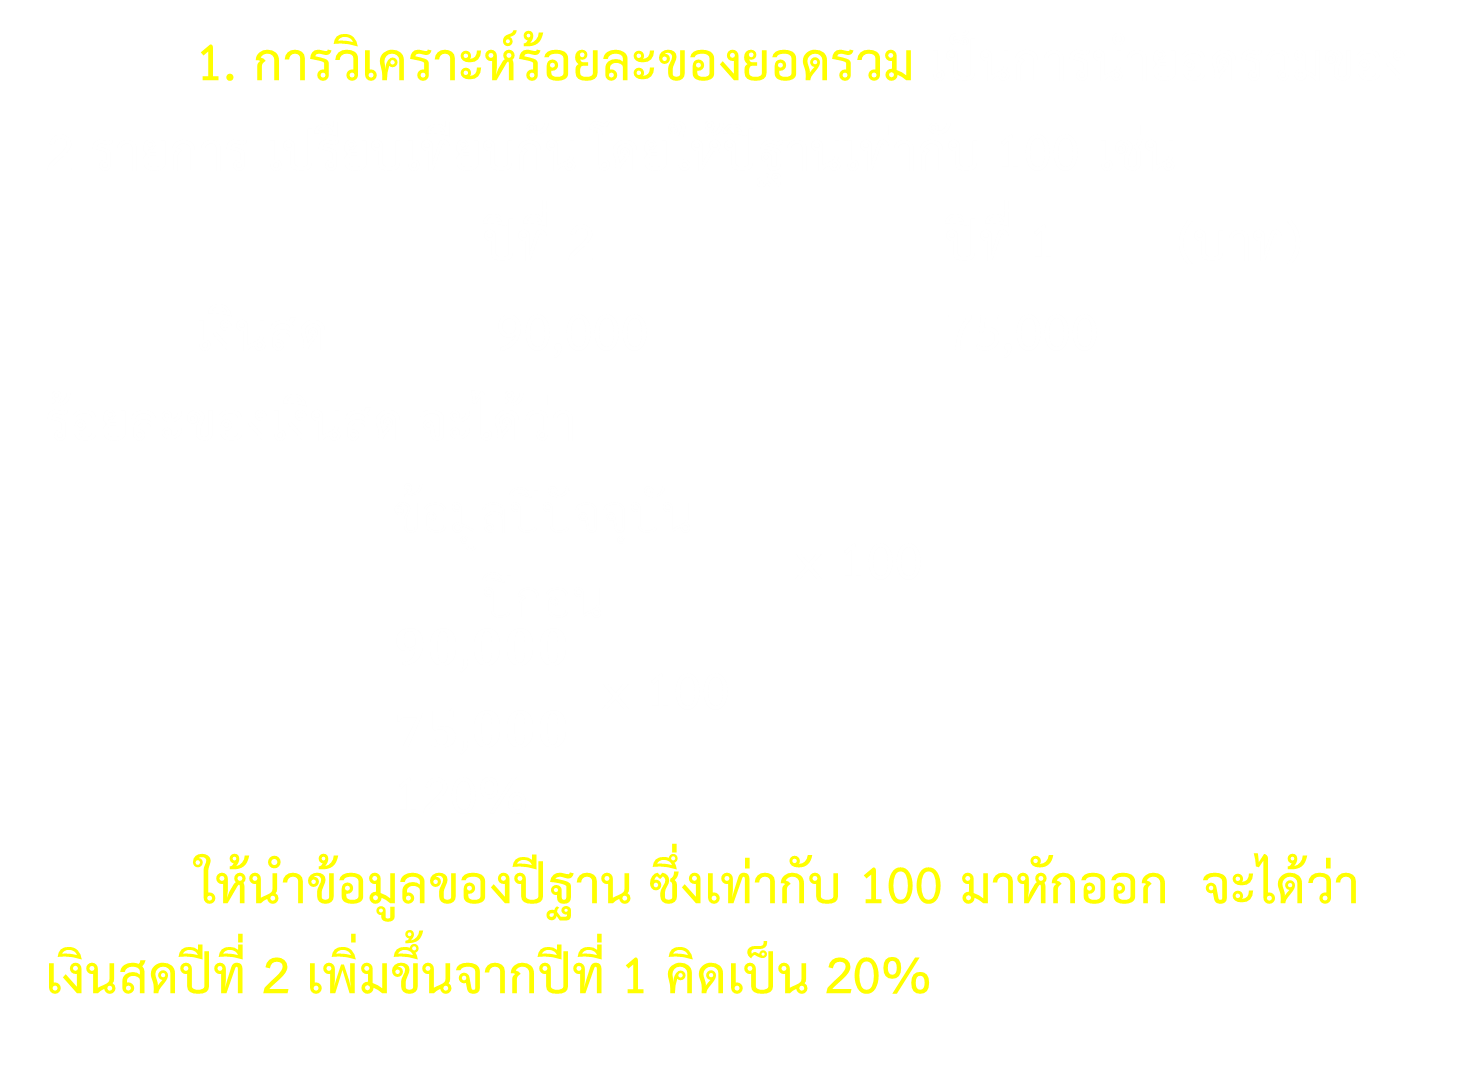 1. การวิเคราะห์ร้อยละของยอดรวม
ให้นำข้อมูลของปีฐาน ซึ่งเท่ากับ 100 มาหักออก จะได้ว่า
เงินสดปีที่ 2 เพิ่มขึ้นจากปีที่ 1 คิดเป็น 20%